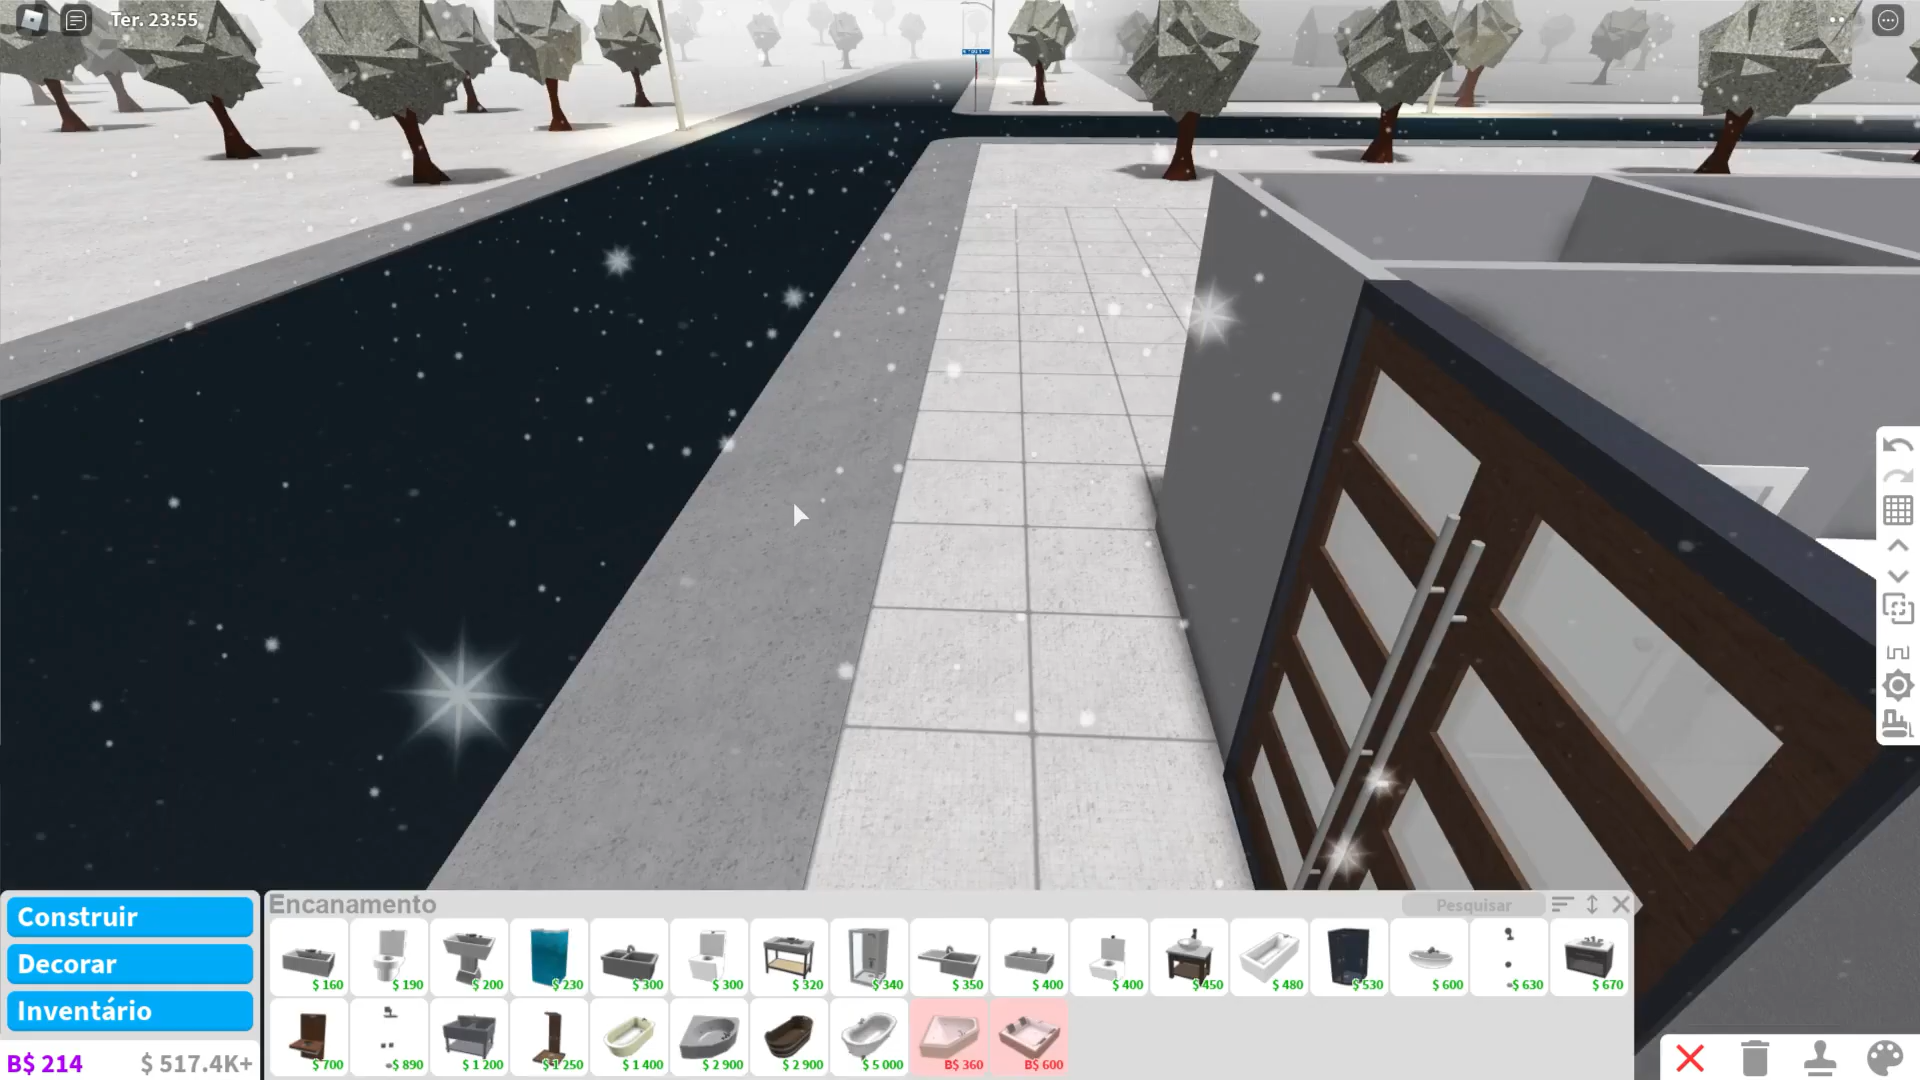 Ter. 23:55
Construir
Decorar
Inventário
B$ 214
$ 517.4K+
Encanamento
Pesquisar
$ 160
$ 190
$ 200
$ 230
$ 300
$ 300
$ 320
$ 340
$ 350
$ 400
$ 400
$ 450
$ 480
$ 530
$ 600
$ 630
$ 670
$ 700
$ 890
$ 1 200
$ 1 250
$ 1 400
$ 2 900
$ 2 900
$ 5 000
B$ 360
B$ 600